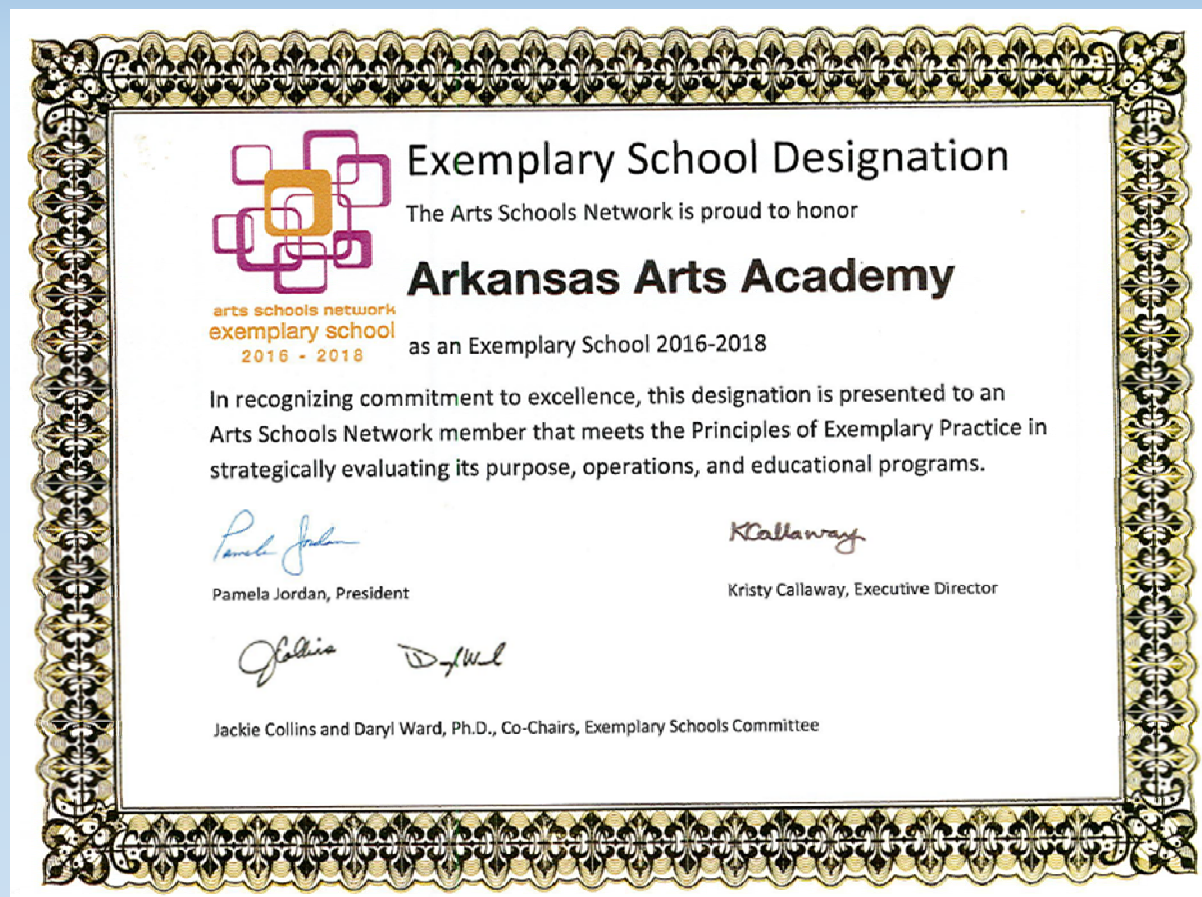 Exemplary School Designation
The Arts Schools Network is proud to honor
Arkansas Arts Academy
arts schools network
exemplary school
2016 - 2018
as an Exemplary School 2016-2018
In recognizing commitment to excellence, this designation is presented to an
Arts Schools Network member that meets the Principles of Exemplary Practice in
strategically evaluating its purpose, operations, and educational programs.
Pamela Jordan
KCallaway
Pamela Jordan, President
Kristy Callaway, Executive Director
JCollins
Jackie Collins and Daryl Ward, Ph.D., Co-Chairs, Exemplary Schools Committee